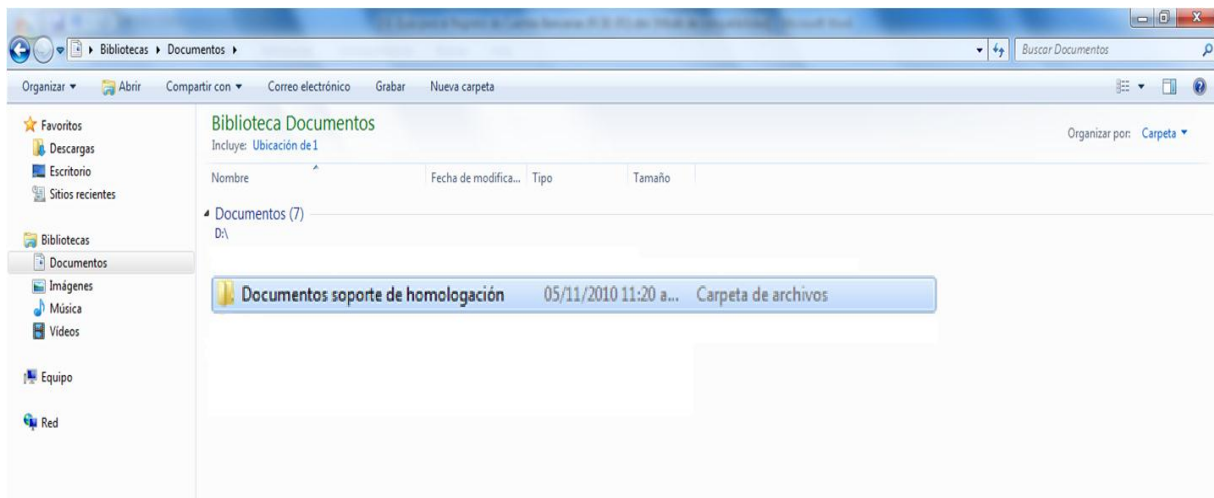 Bibliotecas Documentos
Buscar Documentos
Organizar Abrir Compartir con Correo electrónico Grabar Nueva carpeta
Favoritos
Descargas
Escritorio
Sitios recientes
Bibliotecas
Documentos
Imágenes
Música
Vídeos
Equipo
Red
Biblioteca Documentos
Incluye: Ubicación de 1
Organizar por: Carpeta
Nombre Fecha de modifica... Tipo Tamaño
Documentos (7)
D:\
Documentos soporte de homologación 05/11/2010 11:20 a... Carpeta de archivos